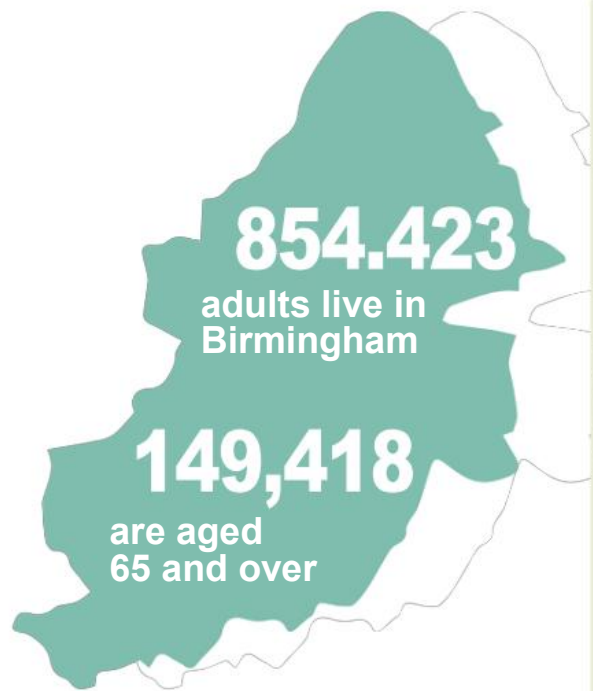 854.423
adults live in
Birmingham
149,418
are aged
65 and over